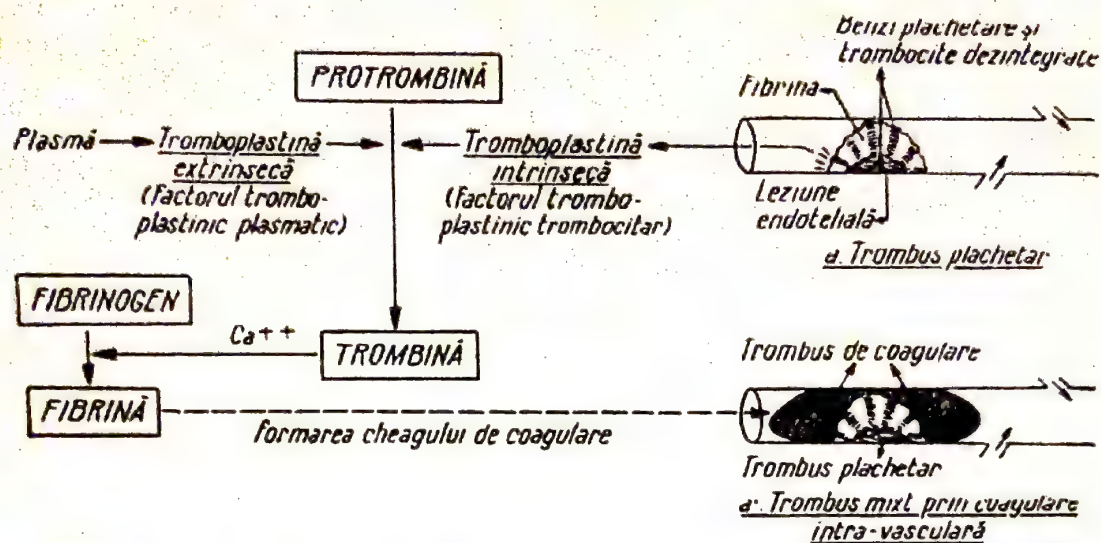 Benzi plachetare și
trombocite dezintegrate
PROTROMBINĂ
Fibrina
Plasmă
Tromboplastină
extrinsecă
(Factorul trombo-
plastinic plasmatic)
Tromboplastină
intrinsecă
(Factorul trombo-
plastinic trombocitar)
Leziune
endotelială
a. Trombus plachetar
FIBRINOGEN
Ca++
TROMBINĂ
FIBRINĂ
formarea cheagului de coagulare
Trombus de coagulare
Trombus plachetar
a'. Trombus mixt prin coagulare
intra-vasculară